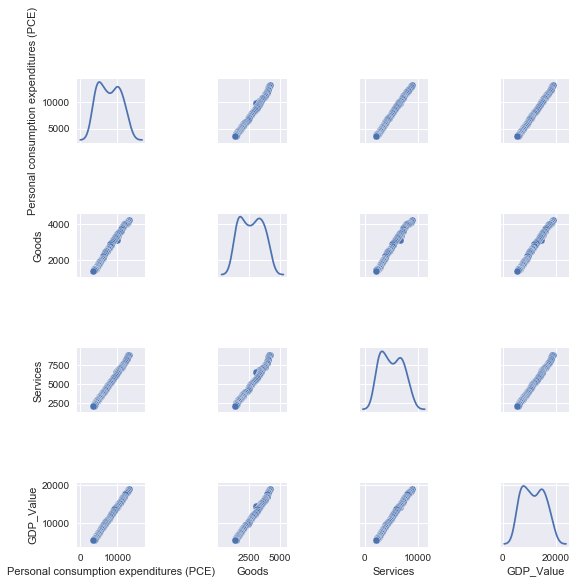 Personal consumption expenditures (PCE)
10000
5000
Goods
4000
2000
Services
7500
5000
2500
GDP_Value
20000
10000
0 10000 2500 5000 0 10000 0 20000
Personal consumption expenditures (PCE) Goods Services GDP_Value